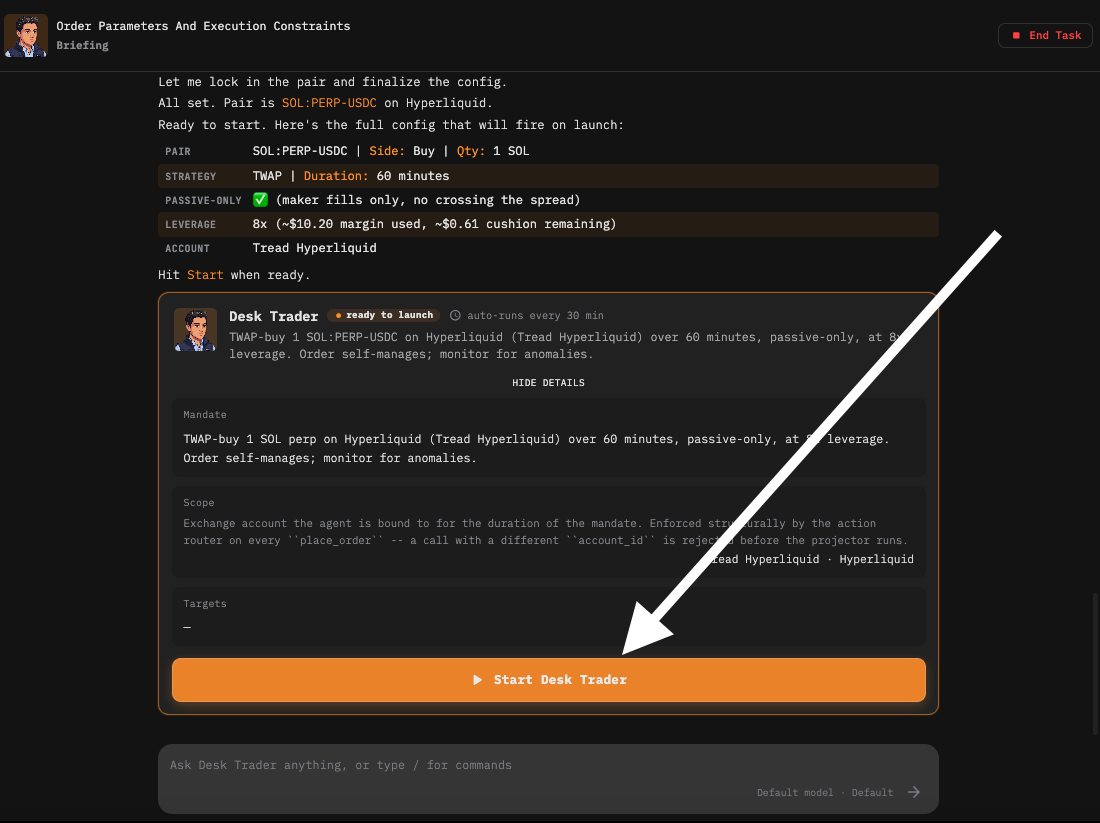 Order Parameters And Execution Constraints
Briefing
End Task
Let me lock in the pair and finalize the config.
All set. Pair is SOL:PERP-USDC on Hyperliquid.
Ready to start. Here's the full config that will fire on launch:
PAIR SOL:PERP-USDC | Side: Buy | Qty: 1 SOL
STRATEGY TWAP | Duration: 60 minutes
PASSIVE-ONLY ✅ (maker fills only, no crossing the spread)
LEVERAGE 8x (~$10.20 margin used, ~$0.61 cushion remaining)
ACCOUNT Tread Hyperliquid
Hit Start when ready.
Desk Trader ready to launch auto-runs every 30 min
TWAP-buy 1 SOL:PERP-USDC on Hyperliquid (Tread Hyperliquid) over 60 minutes, passive-only, at 8x
leverage. Order self-manages; monitor for anomalies.
HIDE DETAILS
Mandate
TWAP-buy 1 SOL perp on Hyperliquid (Tread Hyperliquid) over 60 minutes, passive-only, at 8x leverage.
Order self-manages; monitor for anomalies.
Scope
Exchange account the agent is bound to for the duration of the mandate. Enforced structurally by the action
router on every ``place_order`` -- a call with a different ``account_id`` is rejected before the projector runs.
Tread Hyperliquid · Hyperliquid
Targets
—
Start Desk Trader
Ask Desk Trader anything, or type / for commands
Default model · Default